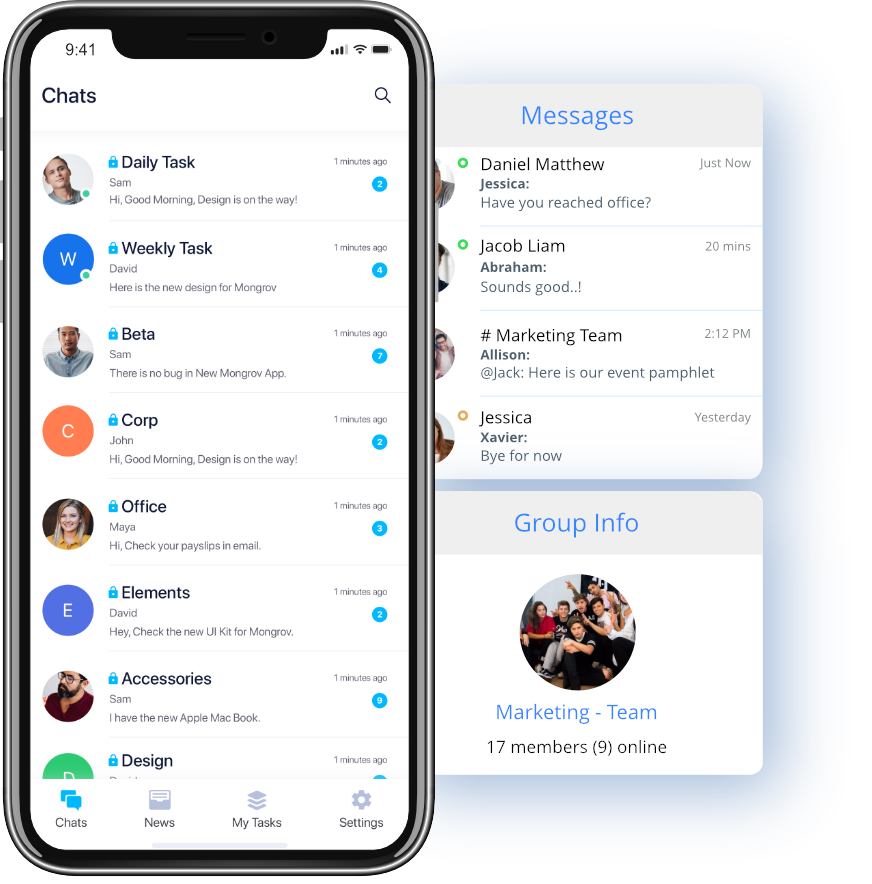 9:41
Chats
Daily Task
1 minutes ago
Sam
2
Hi, Good Morning, Design is on the way!
W
Weekly Task
1 minutes ago
David
4
Here is the new design for Mongrov
Beta
1 minutes ago
Sam
7
There is no bug in New Mongrov App.
C
Corp
1 minutes ago
John
2
Hi, Good Morning, Design is on the way!
Office
1 minutes ago
Maya
3
Hi, Check your payslips in email.
E
Elements
1 minutes ago
David
2
Hey, Check the new UI Kit for Mongrov.
Accessories
1 minutes ago
Sam
9
I have the new Apple Mac Book.
D
Design
1 minutes ago
Chats
News
My Tasks
Settings
Messages
Daniel Matthew
Just Now
Jessica:
Have you reached office?
Jacob Liam
20 mins
Abraham:
Sounds good..!
# Marketing Team
2:12 PM
Allison:
@Jack: Here is our event pamphlet
Jessica
Yesterday
Xavier:
Bye for now
Group Info
Marketing - Team
17 members (9) online